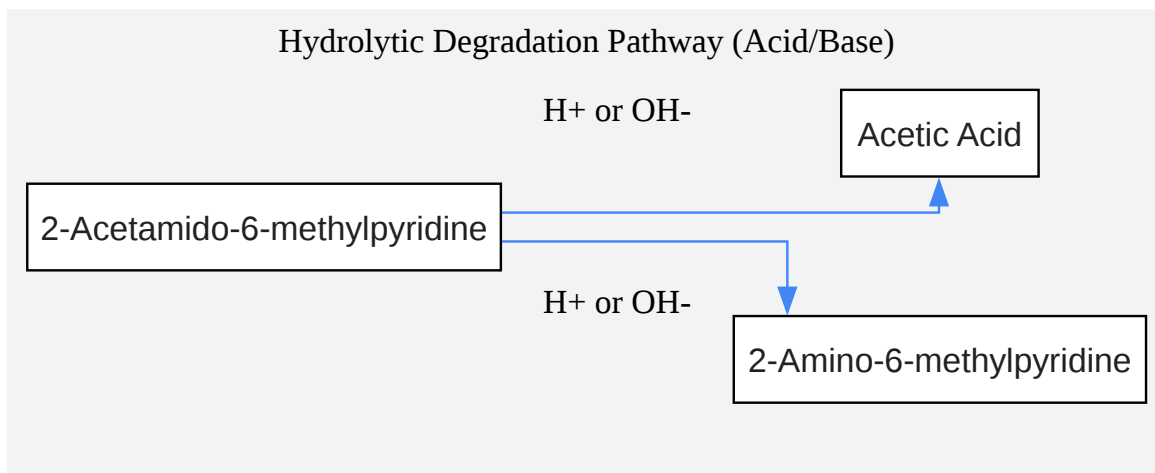 Hydrolytic Degradation Pathway (Acid/Base)
H+ or OH-
Acetic Acid
2-Acetamido-6-methylpyridine
H+ or OH-
2-Amino-6-methylpyridine